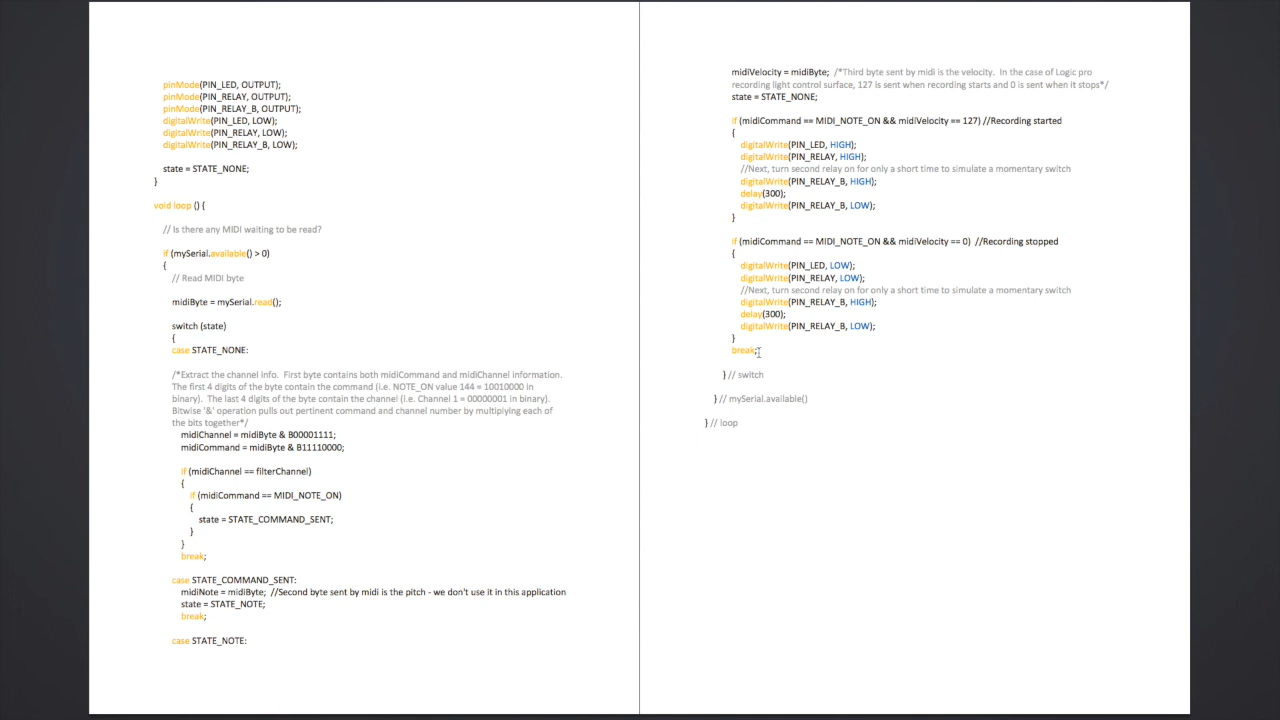 pinMode(PIN_LED, OUTPUT);
pinMode(PIN_RELAY, OUTPUT);
pinMode(PIN_RELAY_B, OUTPUT);
digitalWrite(PIN_LED, LOW);
digitalWrite(PIN_RELAY, LOW);
digitalWrite(PIN_RELAY_B, LOW);
state = STATE_NONE;
}
void loop () {
// Is there any MIDI waiting to be read?
if (mySerial.available() > 0)
{
// Read MIDI byte
midiByte = mySerial.read();
switch (state)
{
case STATE_NONE:
/*Extract the channel info.  First byte contains both midiCommand and midiChannel information.
The first 4 digits of the byte contain the command (i.e. NOTE_ON value 144 = 10010000 in
binary).  The last 4 digits of the byte contain the channel (i.e. Channel 1 = 00000001 in binary).
Bitwise '&' operation pulls out pertinent command and channel number by multiplying each of
the bits together*/
midiChannel = midiByte & B00001111;
midiCommand = midiByte & B11110000;
if (midiChannel == filterChannel)
{
if (midiCommand == MIDI_NOTE_ON)
{
state = STATE_COMMAND_SENT;
}
}
break;
case STATE_COMMAND_SENT:
midiNote = midiByte;  //Second byte sent by midi is the pitch - we don't use it in this application
state = STATE_NOTE;
break;
case STATE_NOTE:
midiVelocity = midiByte;  /*Third byte sent by midi is the velocity.  In the case of Logic pro
recording light control surface, 127 is sent when recording starts and 0 is sent when it stops*/
state = STATE_NONE;
if (midiCommand == MIDI_NOTE_ON && midiVelocity == 127) //Recording started
{
digitalWrite(PIN_LED, HIGH);
digitalWrite(PIN_RELAY, HIGH);
//Next, turn second relay on for only a short time to simulate a momentary switch
digitalWrite(PIN_RELAY_B, HIGH);
delay(300);
digitalWrite(PIN_RELAY_B, LOW);
}
if (midiCommand == MIDI_NOTE_ON && midiVelocity == 0)  //Recording stopped
{
digitalWrite(PIN_LED, LOW);
digitalWrite(PIN_RELAY, LOW);
//Next, turn second relay on for only a short time to simulate a momentary switch
digitalWrite(PIN_RELAY_B, HIGH);
delay(300);
digitalWrite(PIN_RELAY_B, LOW);
}
break;
} // switch
} // mySerial.available()
} // loop